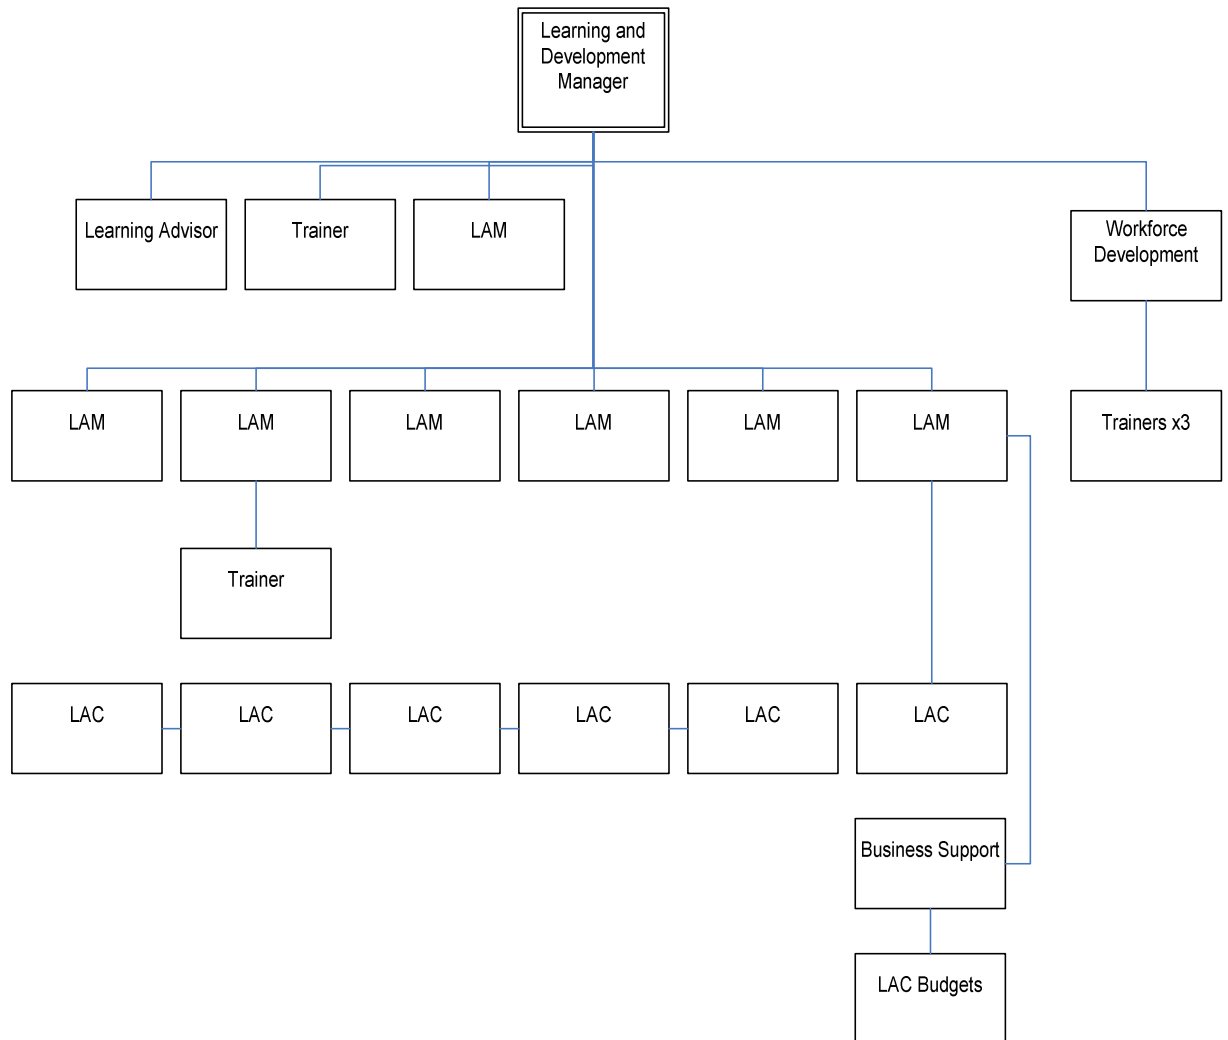 Learning and
Development
Manager
Learning Advisor
Trainer
LAM
Workforce
Development
LAM
LAM
LAM
LAM
LAM
LAM
Trainers x3
Trainer
LAC
LAC
LAC
LAC
LAC
LAC
Business Support
LAC Budgets